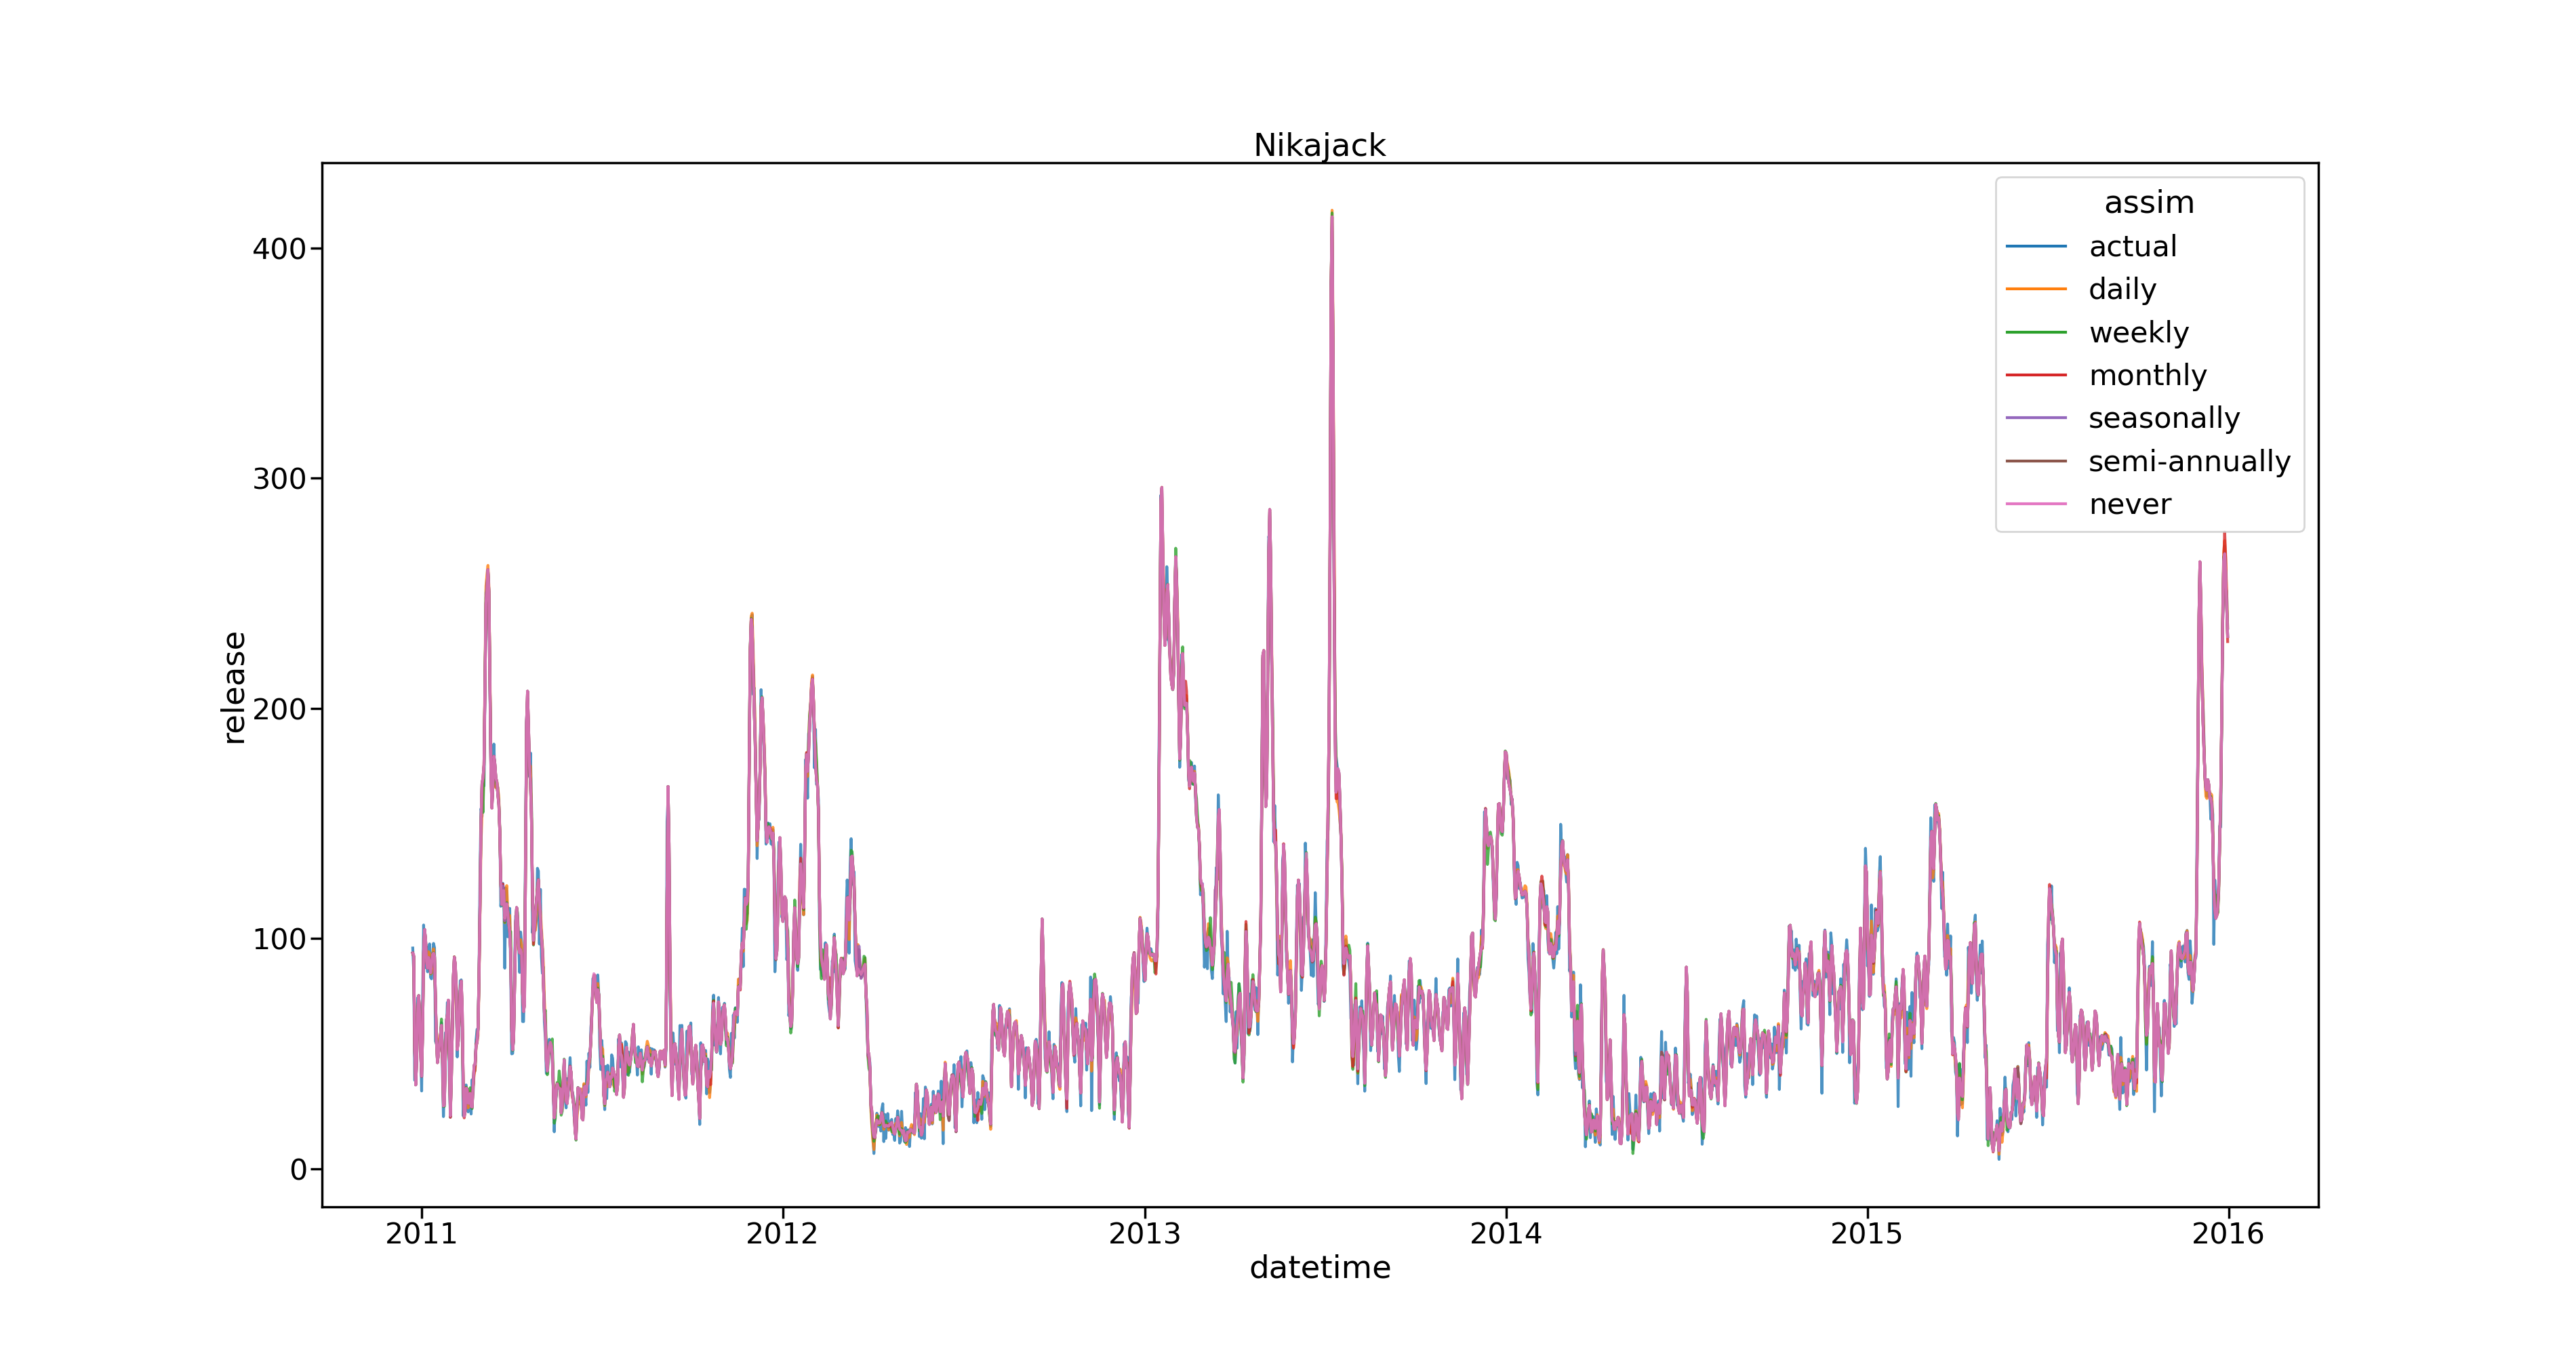 Nikajack
assim
actual
daily
weekly
monthly
seasonally
semi-annually
never
400
300
200
100
0
release
2011 2012 2013 2014 2015 2016
datetime